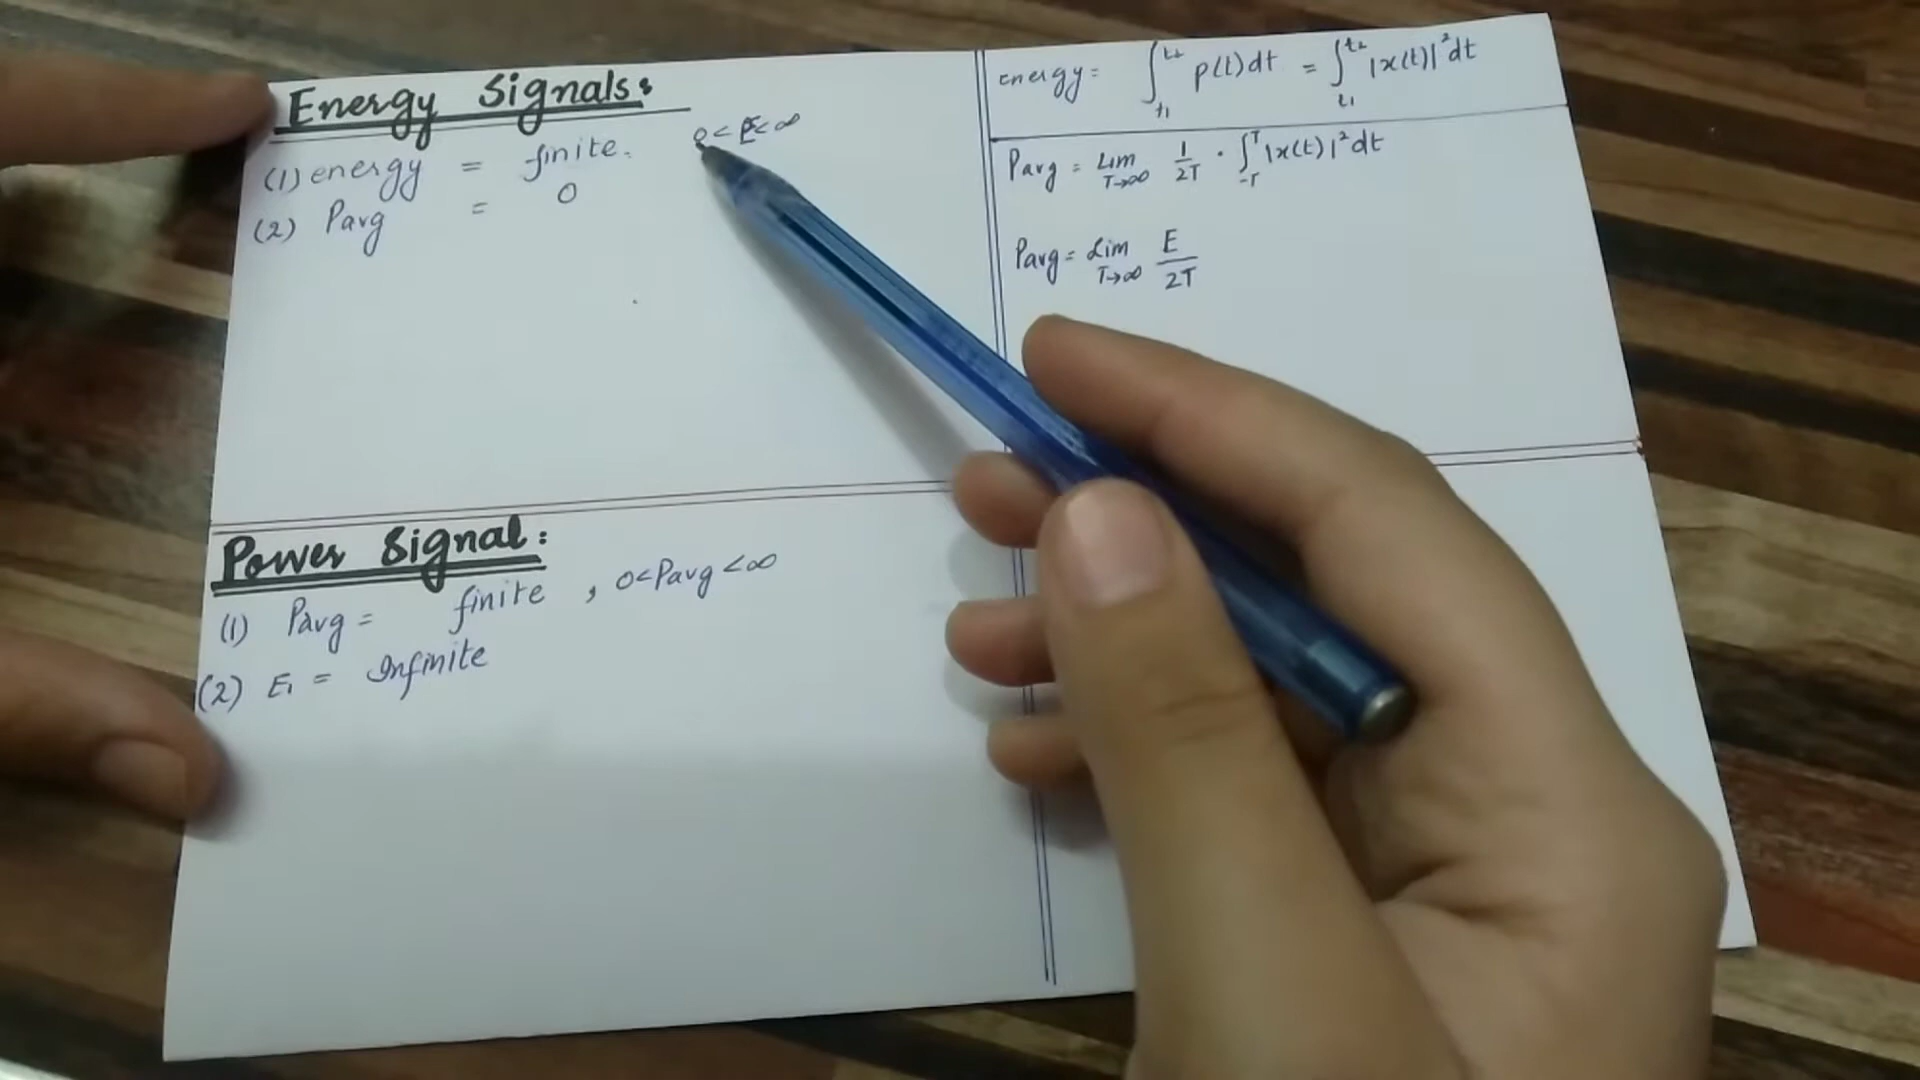 Energy Signals:
(1) energy = finite. 0 < E < ∞
(2) Pavg = 0
energy = ∫_{t1}^{t2} p(t)dt = ∫_{t1}^{t2} |x(t)|² dt
Pavg = Lim_{T→∞} 1/2T · ∫_{-T}^{T} |x(t)|² dt
Pavg = Lim_{T→∞} E/2T
Power Signal:
(1) Pavg = finite , 0<Pavg<∞
(2) E, = Infinite